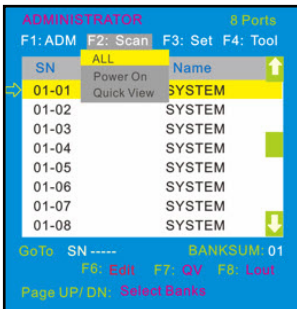 ADMINISTRATOR 8 Ports
F1: ADM F2: Scan F3: Set F4: Tool
SN Name
ALL
Power On
Quick View
01-01 SYSTEM
01-02 SYSTEM
01-03 SYSTEM
01-04 SYSTEM
01-05 SYSTEM
01-06 SYSTEM
01-07 SYSTEM
01-08 SYSTEM
GoTo SN ----- BANKSUM: 01
F6: Edit F7: QV F8: Lout
Page UP/ DN: Select Banks